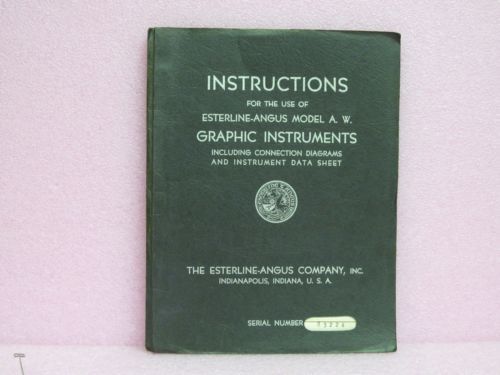 INSTRUCTIONS
FOR THE USE OF
ESTERLINE-ANGUS MODEL A. W.
GRAPHIC INSTRUMENTS
INCLUDING CONNECTION DIAGRAMS
AND INSTRUMENT DATA SHEET
THE ESTERLINE-ANGUS COMPANY, INC.
INDIANAPOLIS, INDIANA, U. S. A.
SERIAL NUMBER